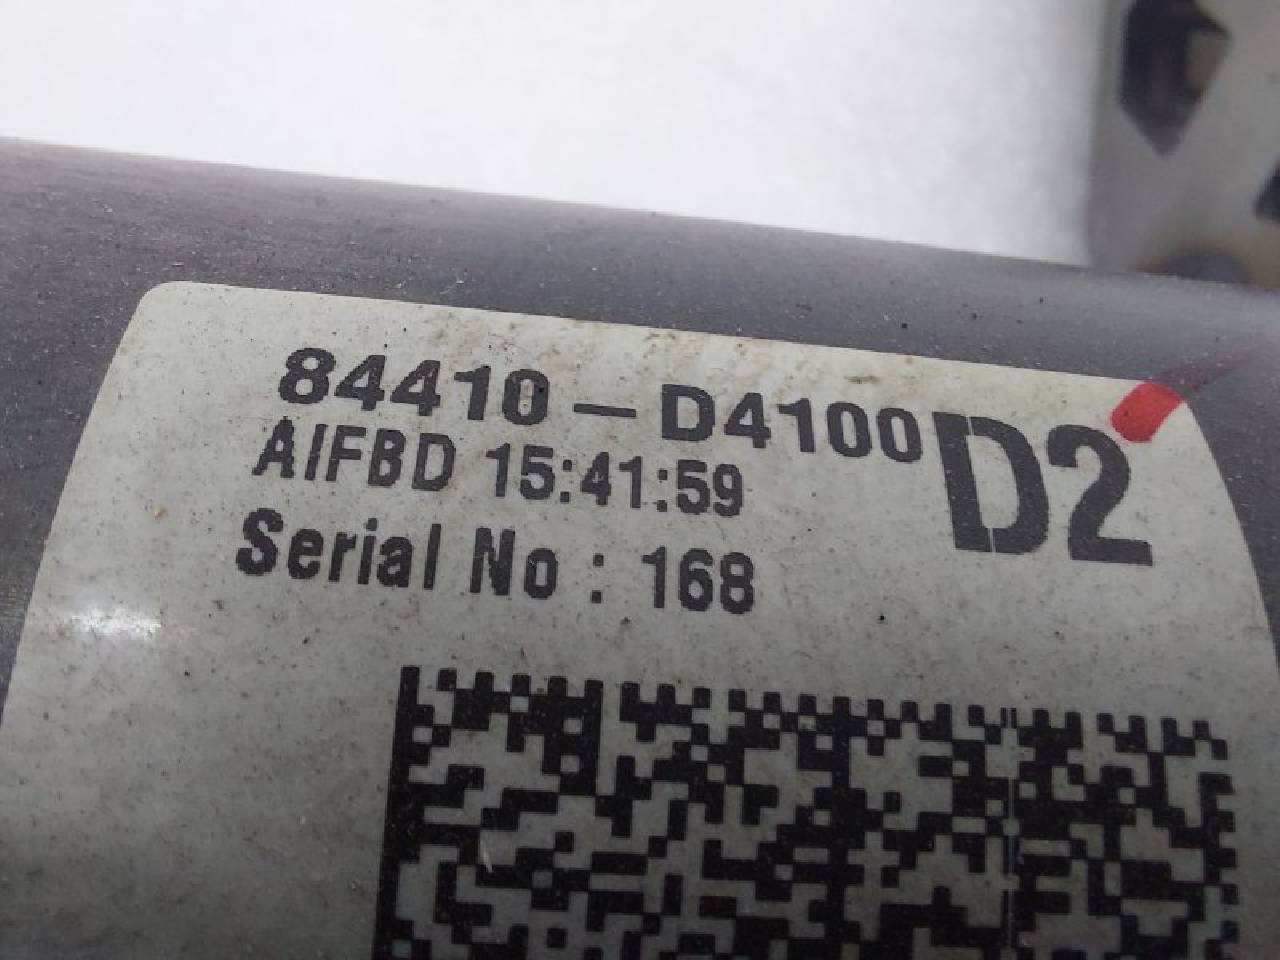 84410-D4100 D2
AIFBD 15:41:59
Serial No : 168